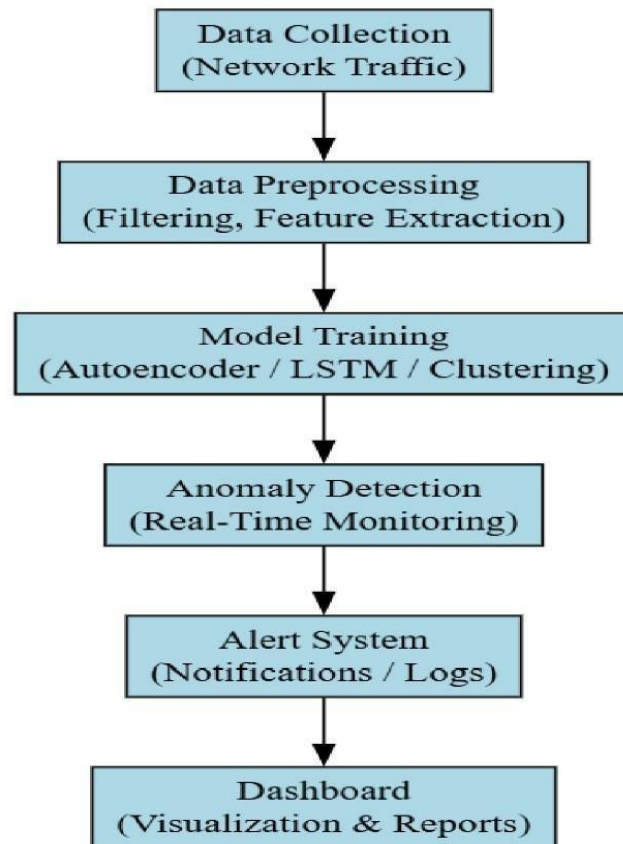 Data Collection
(Network Traffic)
Data Preprocessing
(Filtering, Feature Extraction)
Model Training
(Autoencoder / LSTM / Clustering)
Anomaly Detection
(Real-Time Monitoring)
Alert System
(Notifications / Logs)
Dashboard
(Visualization & Reports)